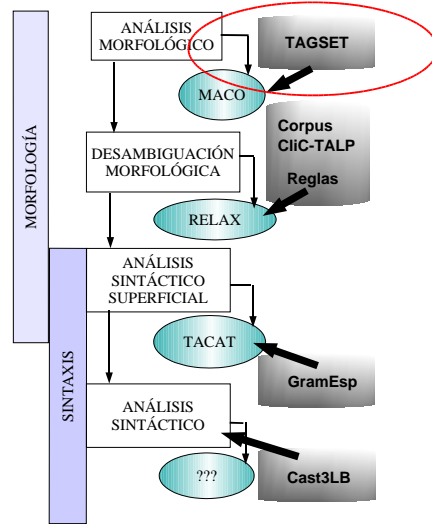 ANÁLISIS
MORFOLÓGICO
TAGSET
MACO
Corpus
CliC-TALP
Reglas
DESAMBIGUACIÓN
MORFOLÓGICA
RELAX
MORFOLOGÍA
ANÁLISIS
SINTÁCTICO
SUPERFICIAL
TACAT
GramEsp
SINTAXIS
ANÁLISIS
SINTÁCTICO
???
Cast3LB